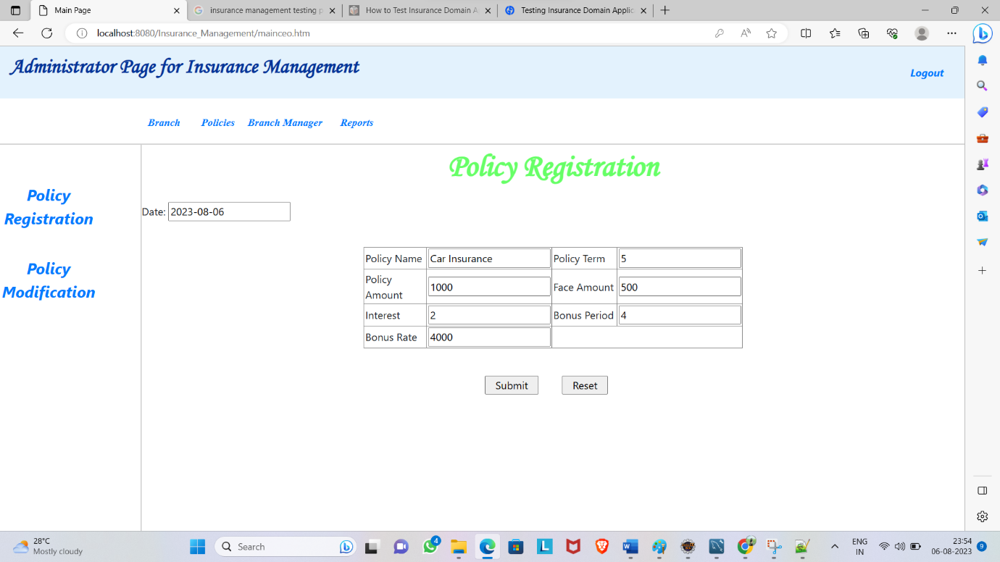 Main Page
insurance management testing p
How to Test Insurance Domain A
Testing Insurance Domain Applic
localhost:8080/Insurance_Management/mainceo.htm
Administrator Page for Insurance Management
Logout
Branch Policies Branch Manager Reports
Policy Registration
Policy
Registration
Policy
Modification
Date: 2023-08-06
Policy Name Car Insurance Policy Term 5
Policy
Amount 1000 Face Amount 500
Interest 2 Bonus Period 4
Bonus Rate 4000
Submit Reset
28°C
Mostly cloudy
Search
4
ENG
IN
23:54
06-08-2023
9